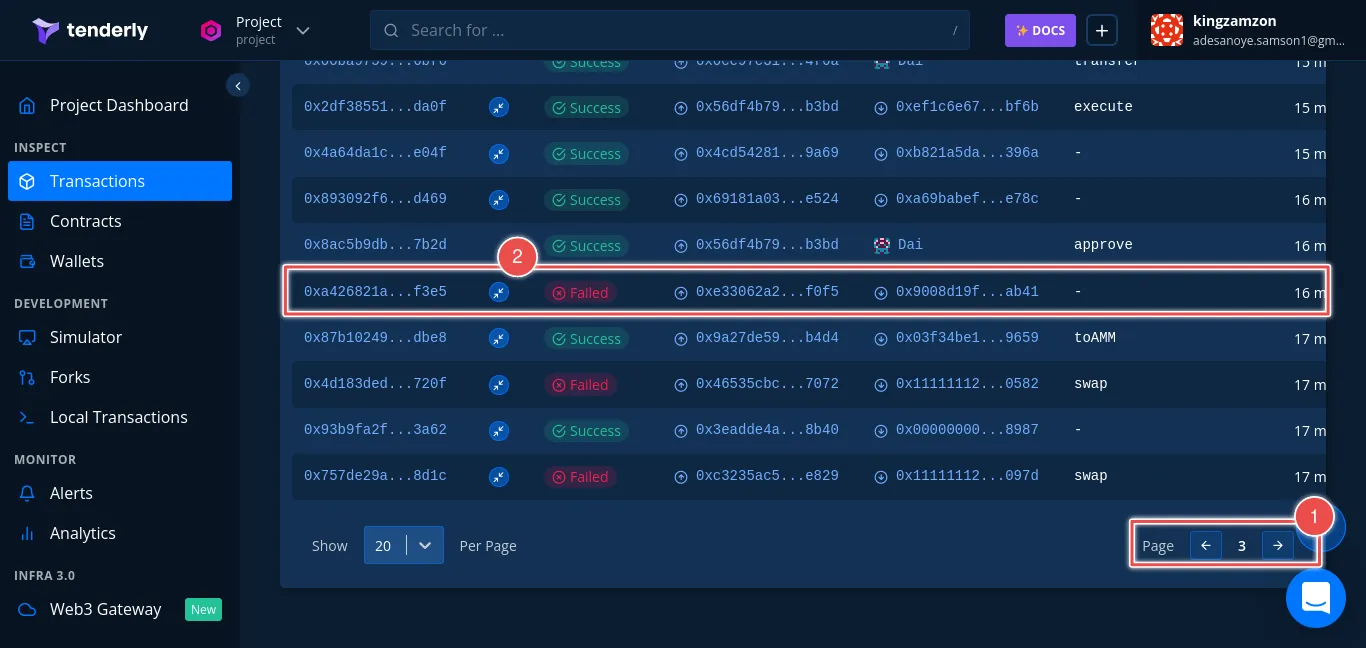 tenderly
Project
project
Search for ...
/
✨ DOCS
+
kingzamzon
adesanoye.samson1@gm...
Project Dashboard
INSPECT
Transactions
Contracts
Wallets
DEVELOPMENT
Simulator
Forks
Local Transactions
MONITOR
Alerts
Analytics
INFRA 3.0
Web3 Gateway New
Success Dai transfer 15 m
0x2df38551...da0f Success 0x56df4b79...b3bd 0xef1c6e67...bf6b execute 15 m
0x4a64da1c...e04f Success 0x4cd54281...9a69 0xb821a5da...396a - 15 m
0x893092f6...d469 Success 0x69181a03...e524 0xa69babef...e78c - 16 m
0x8ac5b9db...7b2d Success 0x56df4b79...b3bd Dai approve 16 m
2
0xa426821a...f3e5 Failed 0xe33062a2...f0f5 0x9008d19f...ab41 - 16 m
0x87b10249...dbe8 Success 0x9a27de59...b4d4 0x03f34be1...9659 toAMM 17 m
0x4d183ded...720f Failed 0x46535cbc...7072 0x11111112...0582 swap 17 m
0x93b9fa2f...3a62 Success 0x3eadde4a...8b40 0x00000000...8987 - 17 m
0x757de29a...8d1c Failed 0xc3235ac5...e829 0x11111112...097d swap 17 m
1
Show 20 Per Page
Page ← 3 →